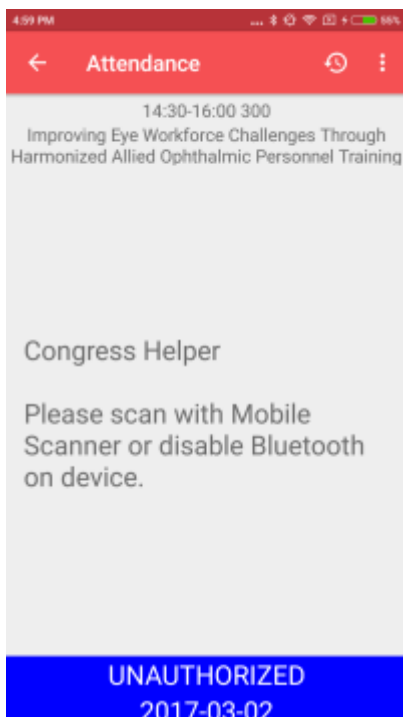 4:59 PM ... 55%
Attendance
14:30-16:00 300
Improving Eye Workforce Challenges Through
Harmonized Allied Ophthalmic Personnel Training
Congress Helper
Please scan with Mobile
Scanner or disable Bluetooth
on device.
UNAUTHORIZED
2017-03-02